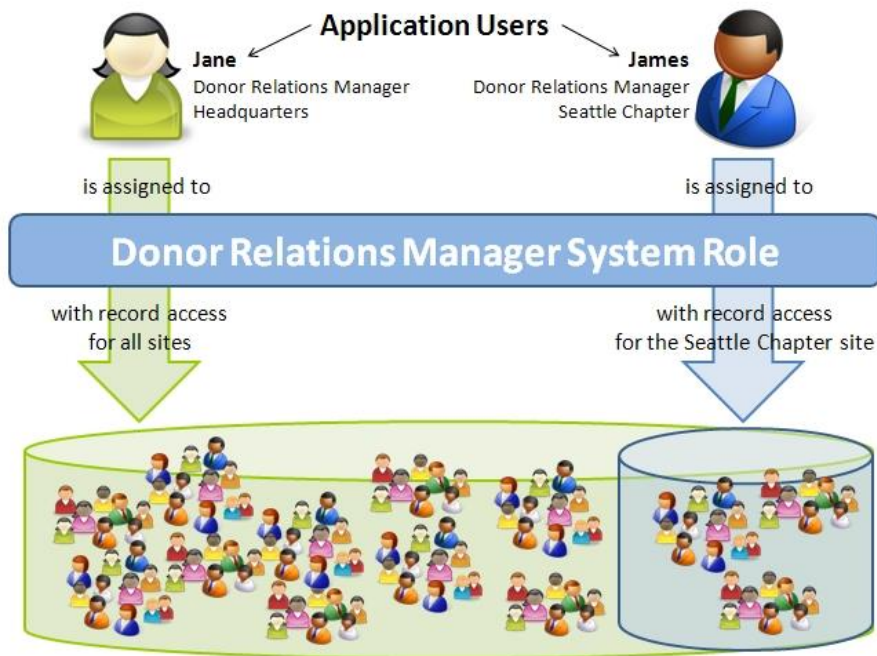 Application Users
Jane
Donor Relations Manager
Headquarters
James
Donor Relations Manager
Seattle Chapter
is assigned to
is assigned to
Donor Relations Manager System Role
with record access
for all sites
with record access
for the Seattle Chapter site